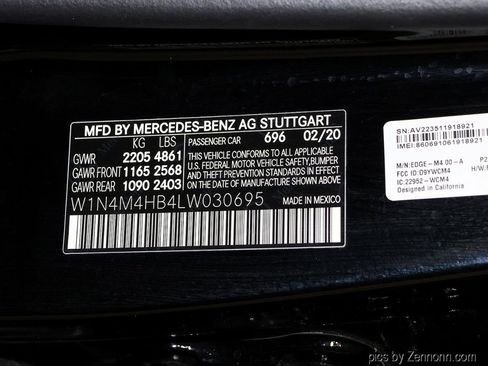 MFD BY MERCEDES-BENZ AG STUTTGART
KG LBS PASSENGER CAR 696 02/20
GVWR 2205 4861
GAWR FRONT 1165 2568
GAWR REAR 1090 2403
THIS VEHICLE CONFORMS TO ALL APPLICABLE
U.S. FEDERAL MOTOR VEHICLE SAFETY,BUMPER
AND THEFT PREVENTION STANDARDS IN EFFECT
ON THE DATE OF MANUFACTURE SHOWN ABOVE.
W1N4M4HB4LW030695 MADE IN MEXICO
SN:AV223511918921
IMEI:860691061918921
M/N:EDGE-M4.00-A
FCC ID:O9YWCM4
IC:22952-WCM4
Designed in California
pics by Zennonn.com